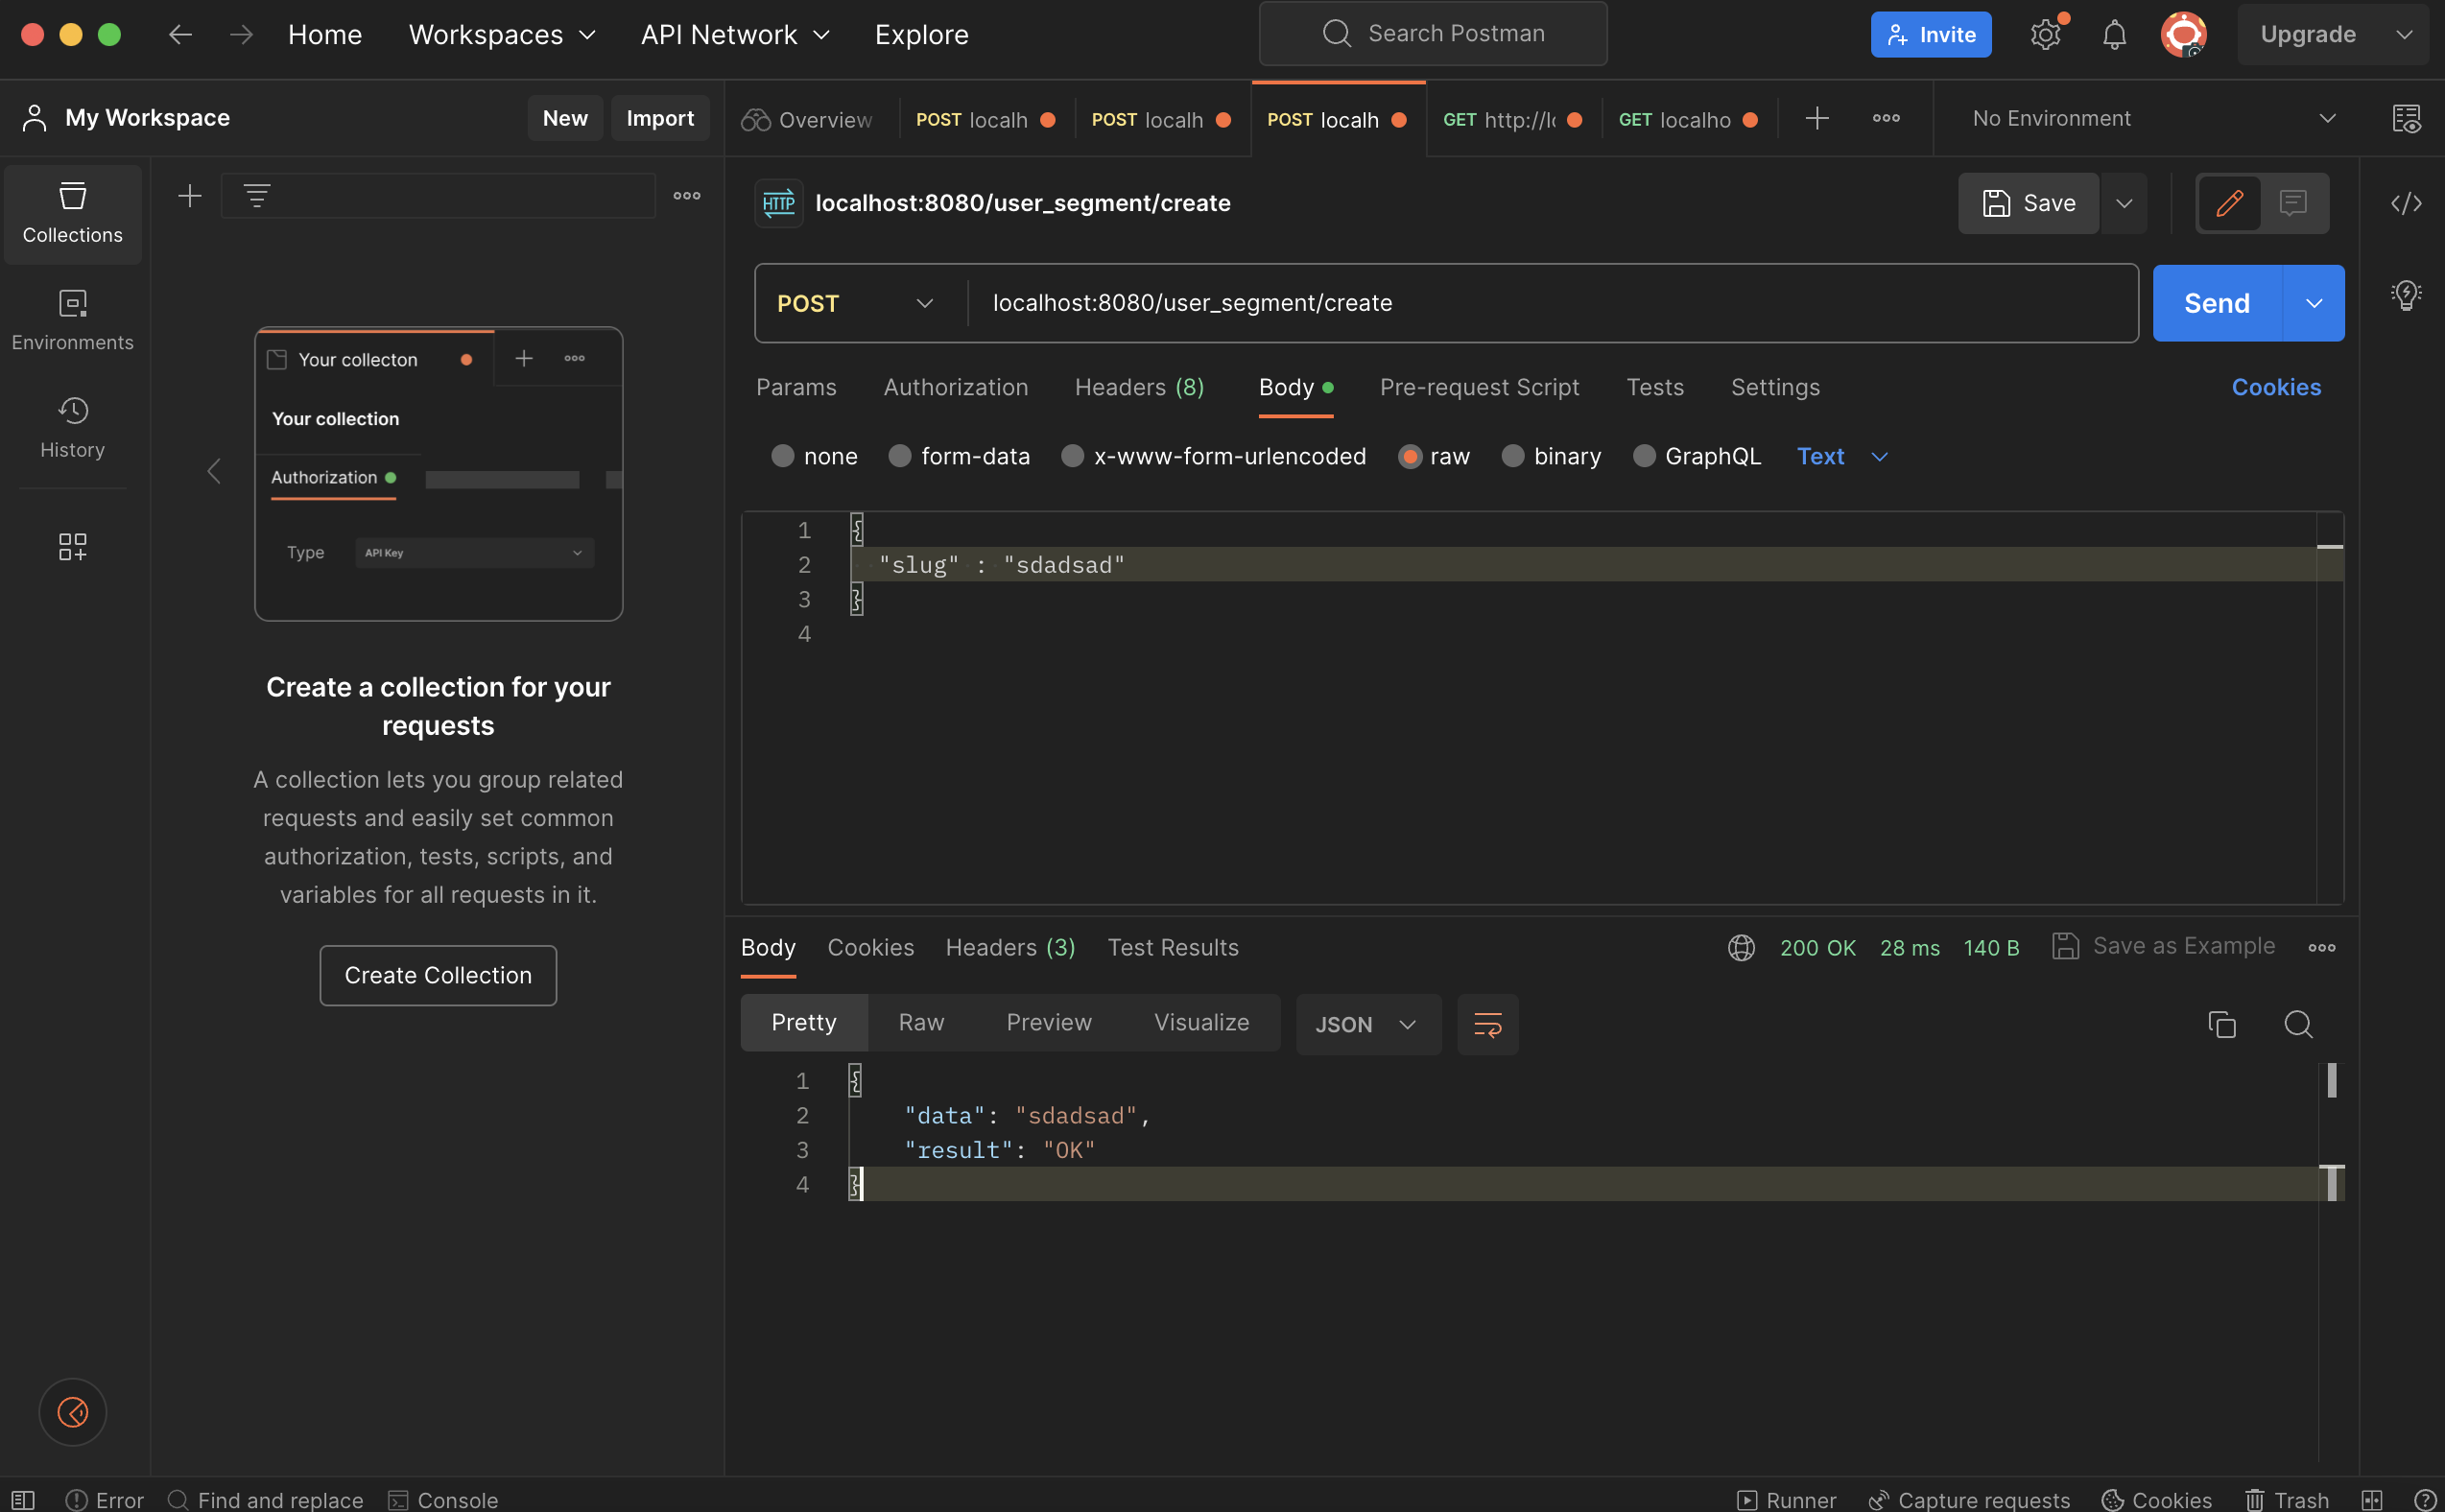 Home Workspaces API Network Explore Search Postman Invite Upgrade
My Workspace New Import Overview POST localh POST localh POST localh GET http://lc GET localho No Environment
Collections
Environments
History
Your collecton
Your collection
Authorization
Type API Key
Create a collection for your
requests
A collection lets you group related
requests and easily set common
authorization, tests, scripts, and
variables for all requests in it.
Create Collection
HTTP localhost:8080/user_segment/create Save
POST localhost:8080/user_segment/create Send
Params Authorization Headers (8) Body Pre-request Script Tests Settings Cookies
none form-data x-www-form-urlencoded raw binary GraphQL Text
1 {
2 "slug" : "sdadsad"
3 }
4
Body Cookies Headers (3) Test Results 200 OK 28 ms 140 B Save as Example
Pretty Raw Preview Visualize JSON
1 {
2 "data": "sdadsad",
3 "result": "OK"
4 }
Error Find and replace Console Runner Capture requests Cookies Trash